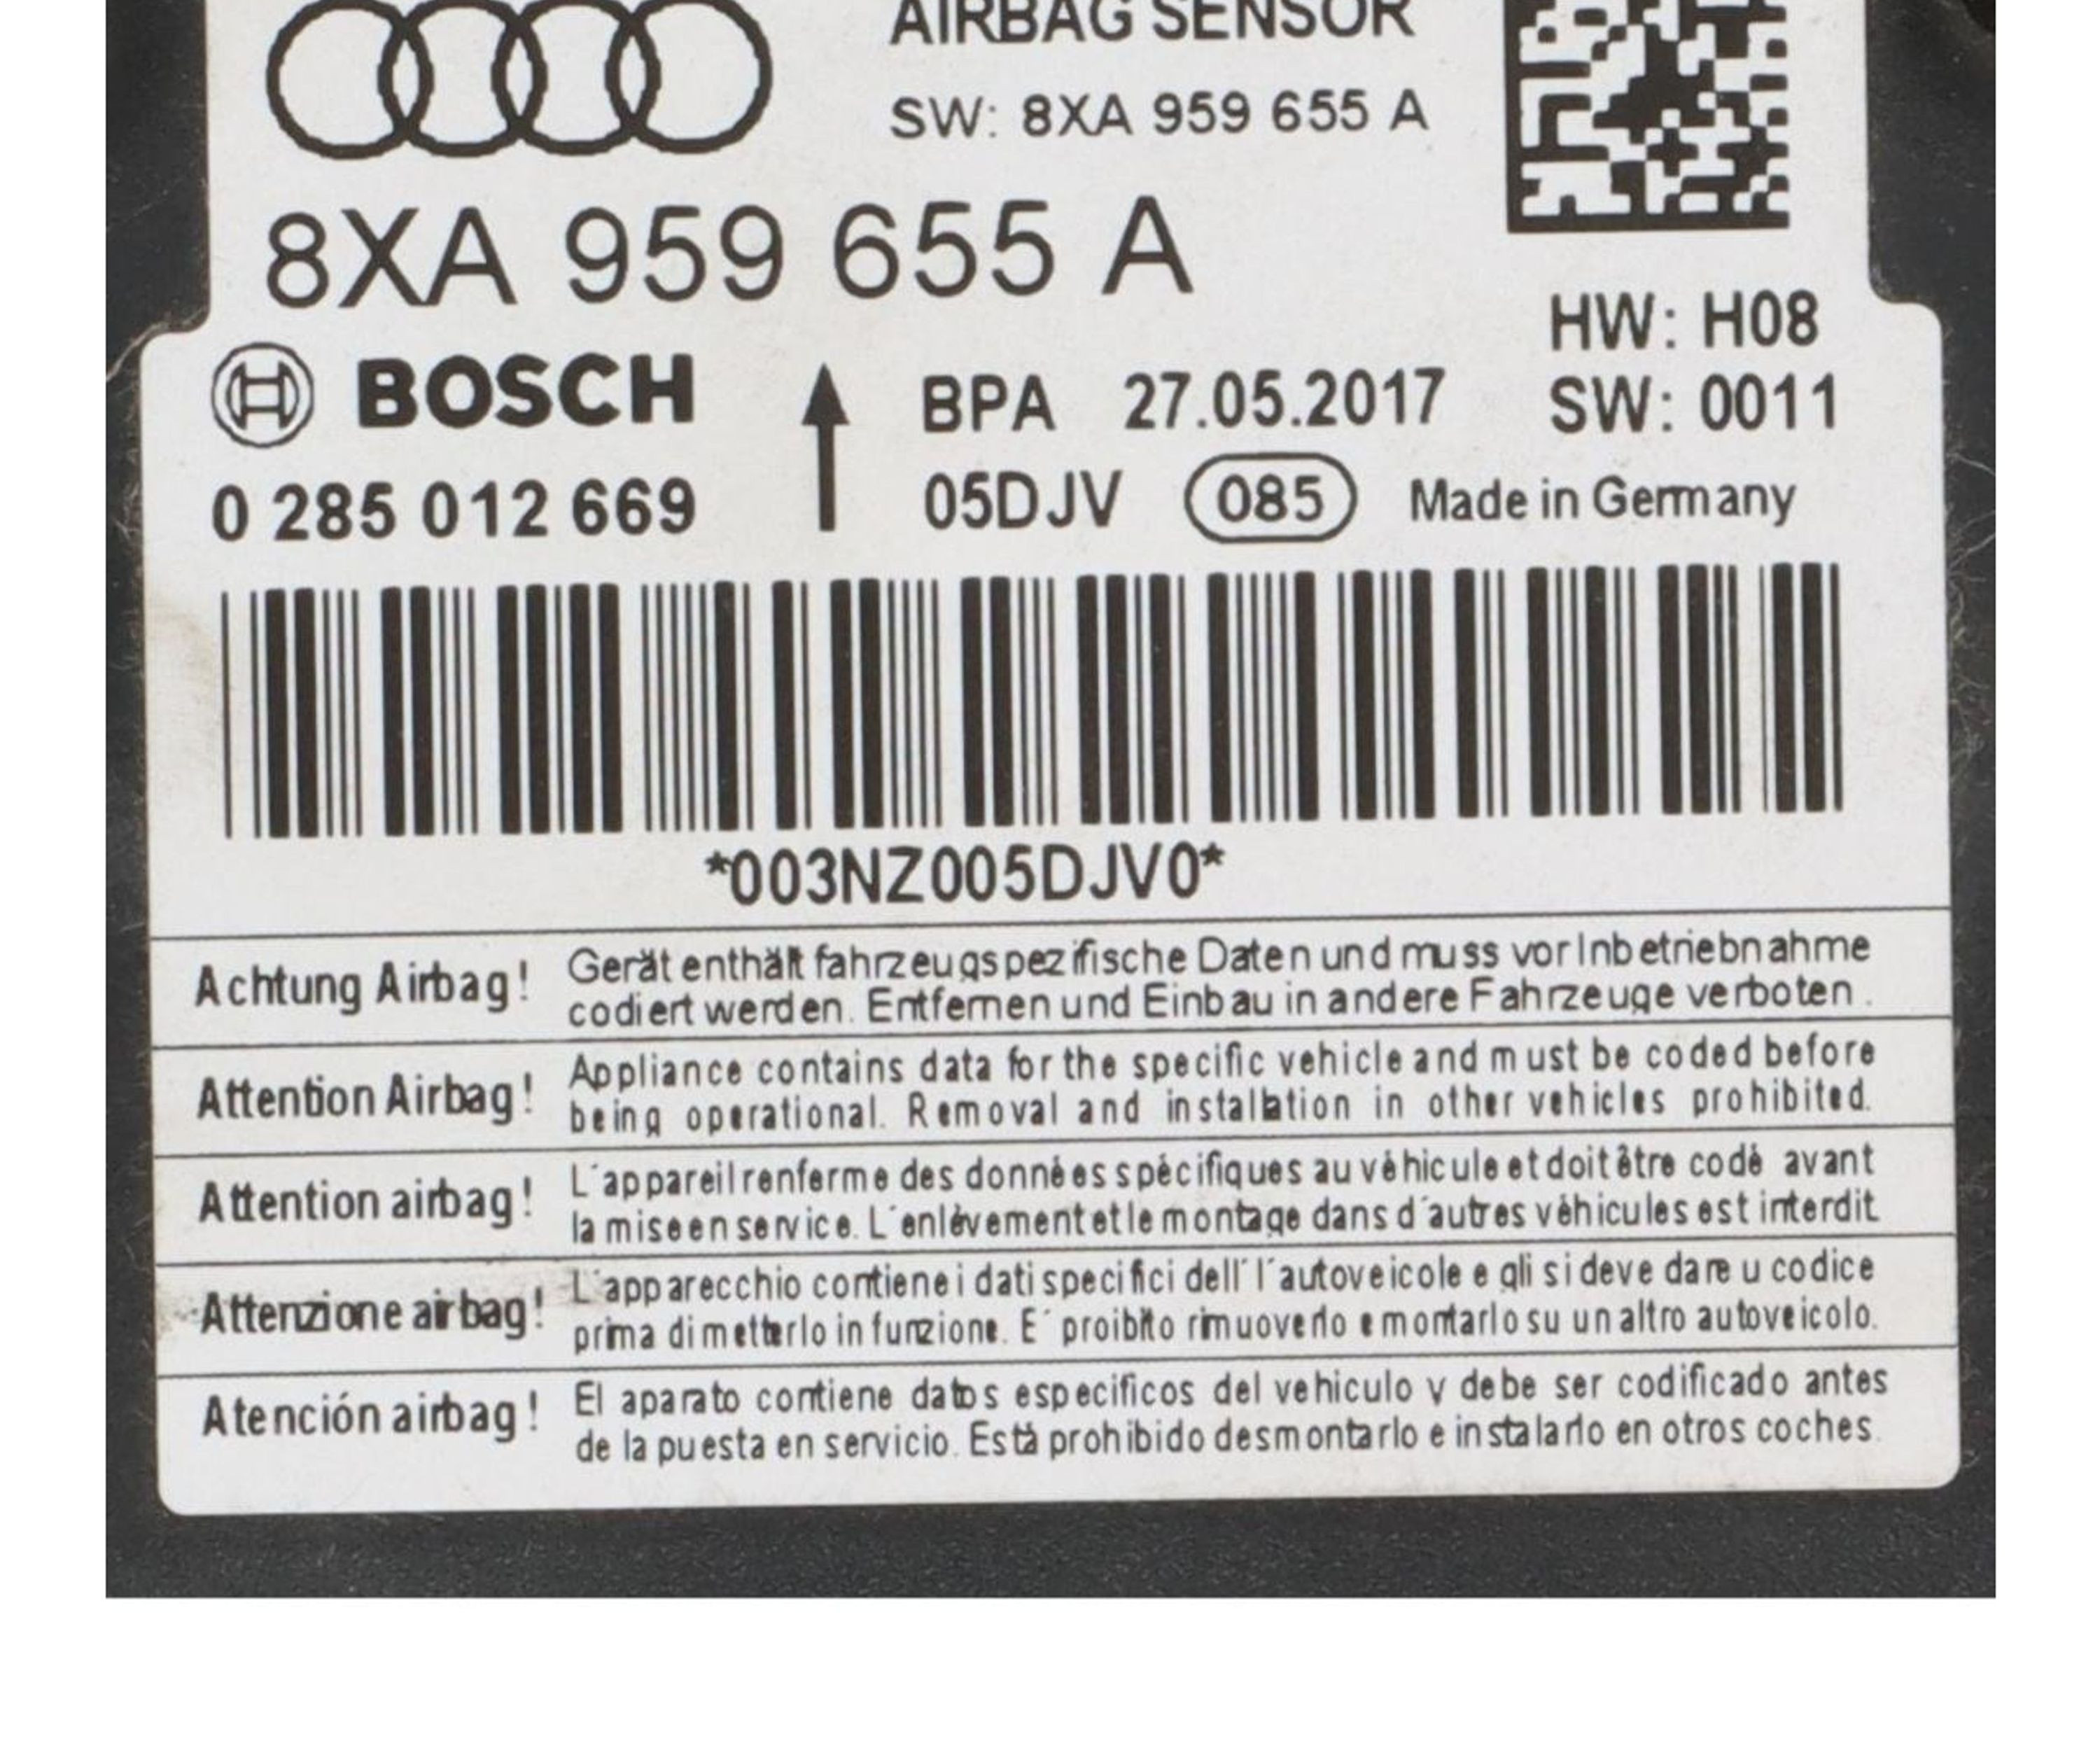 AIRBAG SENSOR
SW: 8XA 959 655 A
8XA 959 655 A
HW: H08
BOSCH
BPA 27.05.2017
SW: 0011
0 285 012 669
05DJV 085 Made in Germany
*003NZ005DJV0*
Achtung Airbag!
Gerät enthält fahrzeugspezifische Daten und muss vor Inbetriebnahme
codiert werden. Entfernen und Einbau in andere Fahrzeuge verboten.
Attention Airbag!
Appliance contains data for the specific vehicle and must be coded before
being operational. Removal and installation in other vehicles prohibited.
Attention airbag!
L´appareil renferme des données spécifiques au véhicule et doit être codé avant
la mise en service. L´enlèvement et le montage dans d´autres véhicules est interdit.
Attenzione airbag!
L´apparecchio contiene i dati specifici dell´l´autoveicole e gli si deve dare u codice
prima di metterlo in funzione. E´ proibito rimuoverlo e montarlo su un altro autoveicolo.
Atención airbag!
El aparato contiene datos especificos del vehiculo y debe ser codificado antes
de la puesta en servicio. Està prohibido desmontarlo e instalarlo en otros coches.